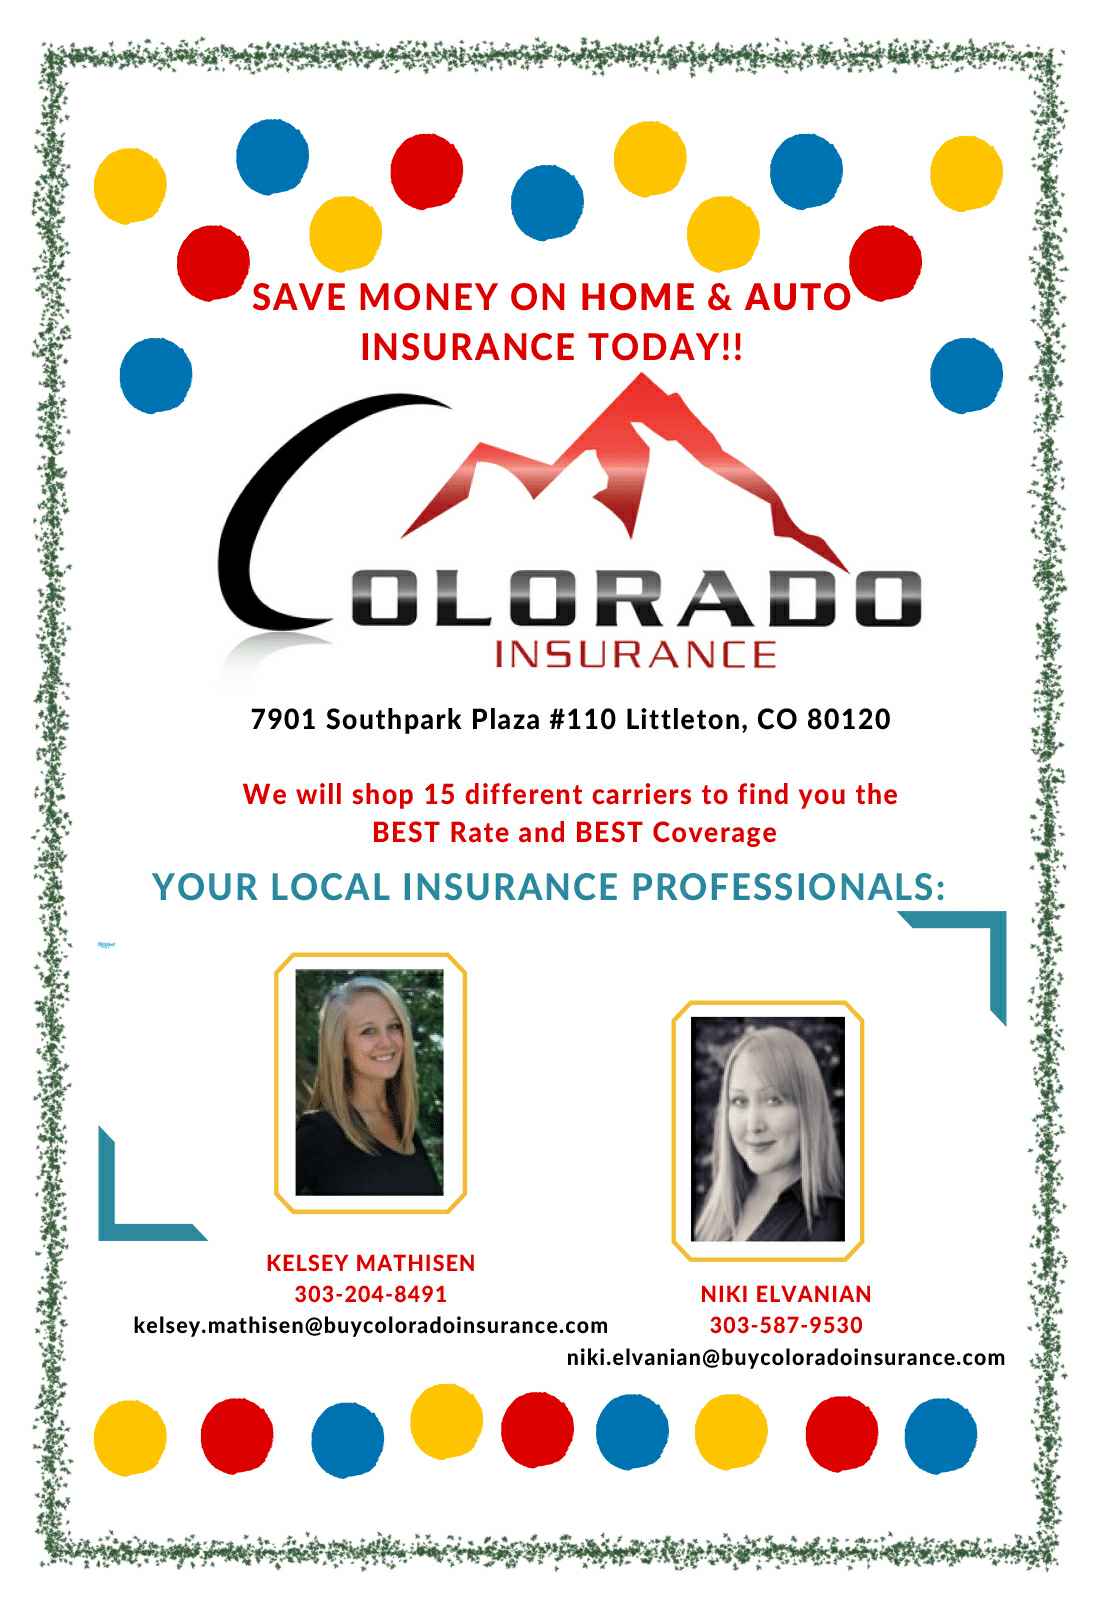 SAVE MONEY ON HOME & AUTO
INSURANCE TODAY!!
COLORADO
INSURANCE
7901 Southpark Plaza #110 Littleton, CO 80120
We will shop 15 different carriers to find you the
BEST Rate and BEST Coverage
YOUR LOCAL INSURANCE PROFESSIONALS:
KELSEY MATHISEN
303-204-8491
kelsey.mathisen@buycoloradoinsurance.com
NIKI ELVANIAN
303-587-9530
niki.elvanian@buycoloradoinsurance.com